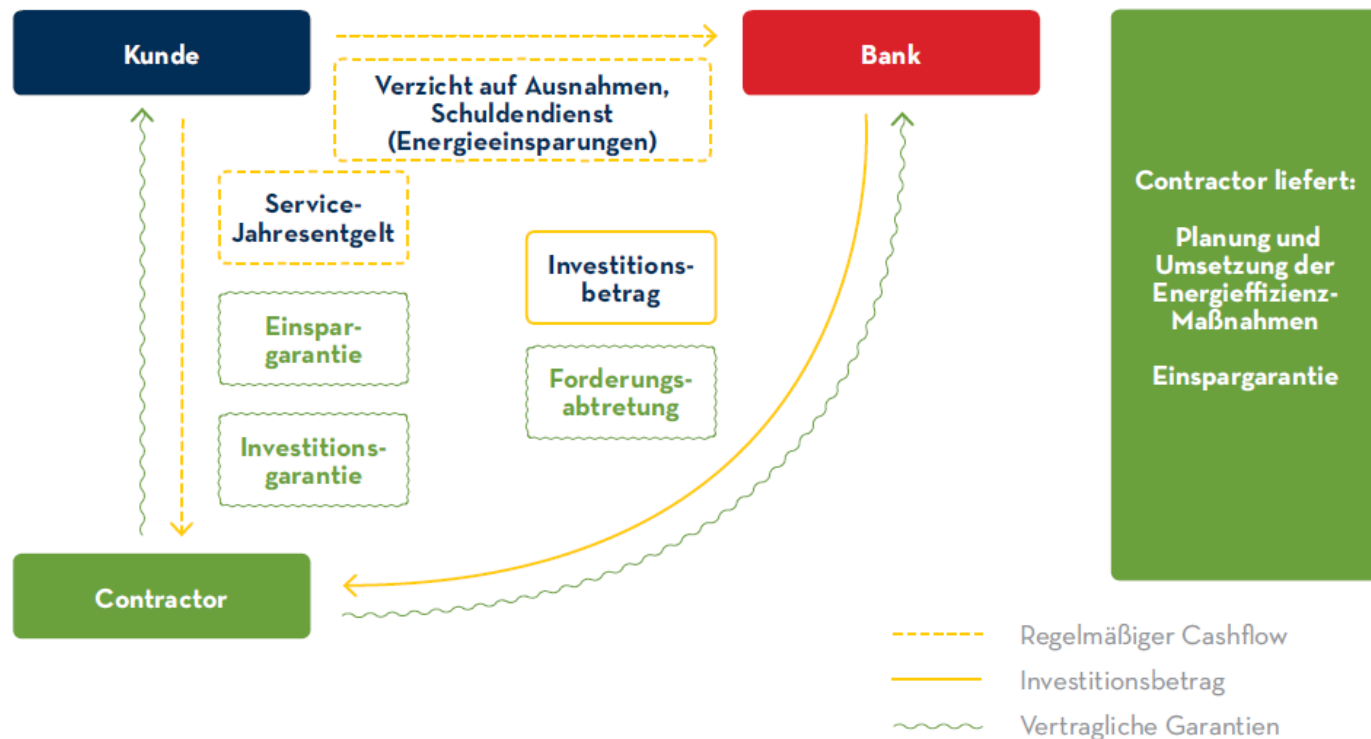 Kunde
Bank
Verzicht auf Ausnahmen,
Schuldendienst
(Energieeinsparungen)
Service-
Jahresentgelt
Einspar-
garantie
Investitions-
garantie
Investitions-
betrag
Forderungs-
abtretung
Contractor
Contractor liefert:
Planung und
Umsetzung der
Energieffizienz-
Maßnahmen
Einspargarantie
Regelmäßiger Cashflow
Investitionsbetrag
Vertragliche Garantien